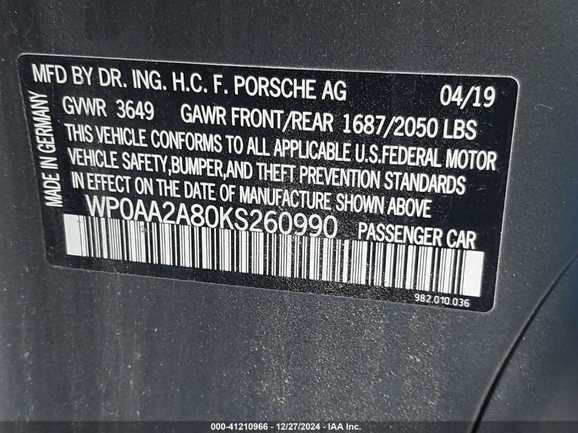 MFD BY DR. ING. H.C. F. PORSCHE AG 04/19
GVWR 3649 GAWR FRONT/REAR 1687/2050 LBS
THIS VEHICLE CONFORMS TO ALL APPLICABLE U.S.FEDERAL MOTOR
VEHICLE SAFETY,BUMPER,AND THEFT PREVENTION STANDARDS
IN EFFECT ON THE DATE OF MANUFACTURE SHOWN ABOVE
WP0AA2A80KS260990 PASSENGER CAR
MADE IN GERMANY
982.010.036
00-41210966 - 12/27/2024 - IAA Inc.